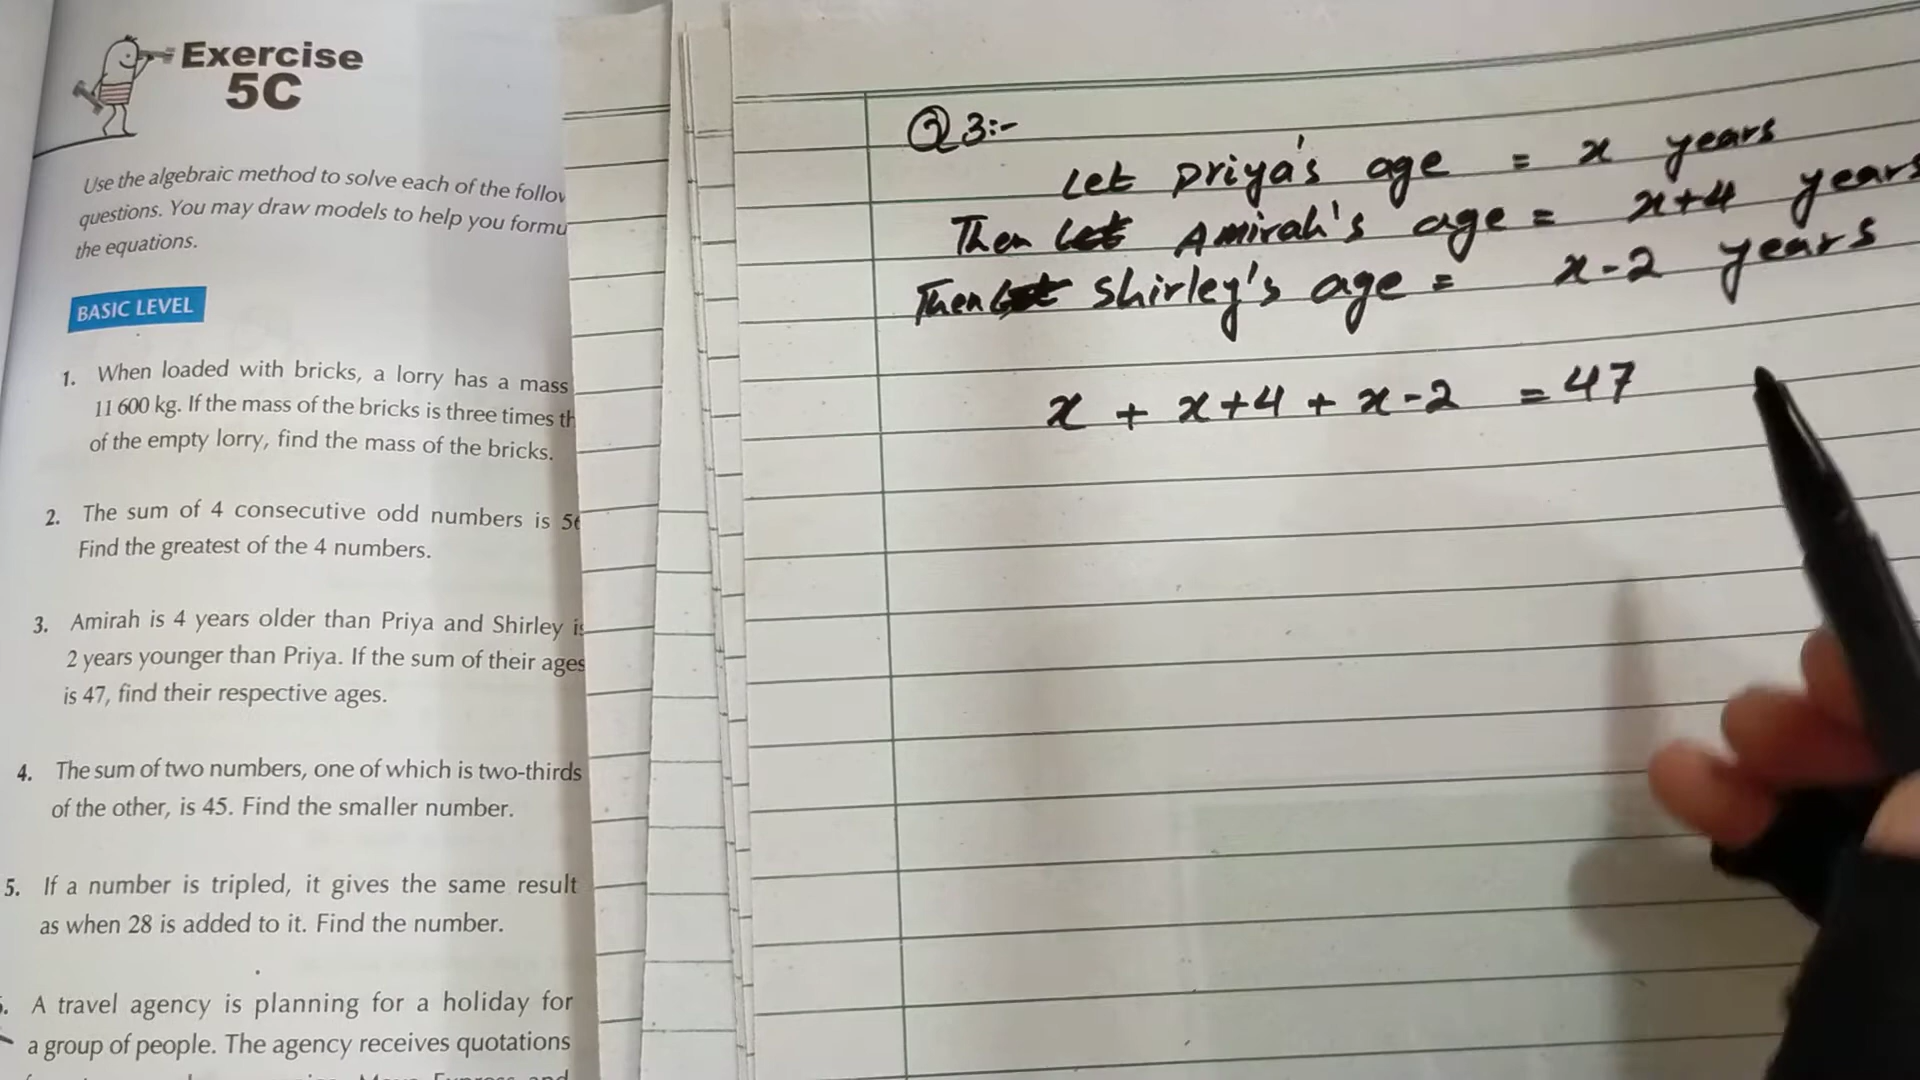 Exercise
5C
Use the algebraic method to solve each of the
questions. You may draw models to help you
the equations.
BASIC LEVEL
1. When loaded with bricks, a lorry has a mass
11 600 kg. If the mass of the bricks is three times
of the empty lorry, find the mass of the bricks.
2. The sum of 4 consecutive odd numbers is
Find the greatest of the 4 numbers.
3. Amirah is 4 years older than Priya and Shirley is
2 years younger than Priya. If the sum of their ages
is 47, find their respective ages.
4. The sum of two numbers, one of which is two-thirds
of the other, is 45. Find the smaller number.
5. If a number is tripled, it gives the same result
as when 28 is added to it. Find the number.
A travel agency is planning for a holiday for
a group of people. The agency receives quotations
Q3:-
Let Priya's age = x years
Then Let Amirah's age = x+4 years
Then Let Shirley's age = x-2 years
x + x+4 + x-2 = 47